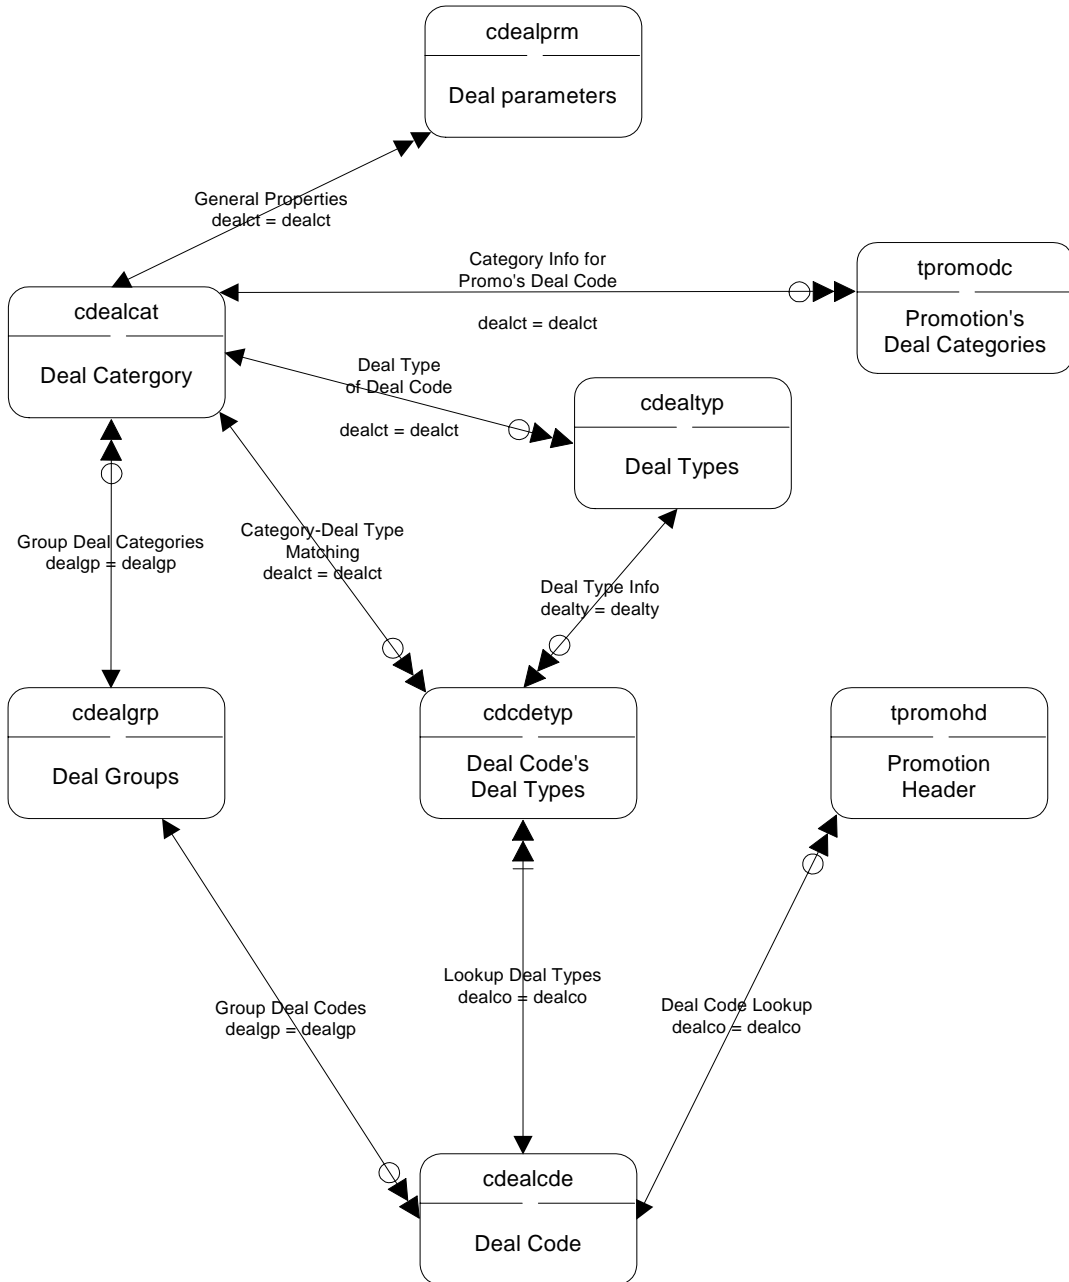 cdealprm
Deal parameters
General Properties
dealct = dealct
Category Info for
Promo's Deal Code
dealct = dealct
tpromodc
Promotion's
Deal Categories
cdealcat
Deal Catergory
Deal Type
of Deal Code
dealct = dealct
cdealtyp
Deal Types
Group Deal Categories
dealgp = dealgp
Category-Deal Type
Matching
dealct = dealct
Deal Type Info
dealty = dealty
cdealgrp
Deal Groups
cdcdetyp
Deal Code's
Deal Types
tpromohd
Promotion
Header
Group Deal Codes
dealgp = dealgp
Lookup Deal Types
dealco = dealco
Deal Code Lookup
dealco = dealco
cdealcde
Deal Code